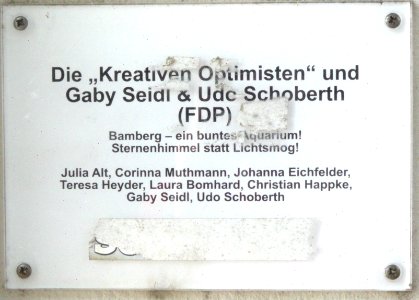 Die „Kreativen Optimisten“ und
Gaby Seidl & Udo Schoberth
(FDP)
Bamberg – ein buntes Aquarium!
Sternenhimmel statt Lichtsmog!
Julia Alt, Corinna Muthmann, Johanna Eichfelder,
Teresa Heyder, Laura Bomhard, Christian Happke,
Gaby Seidl, Udo Schoberth